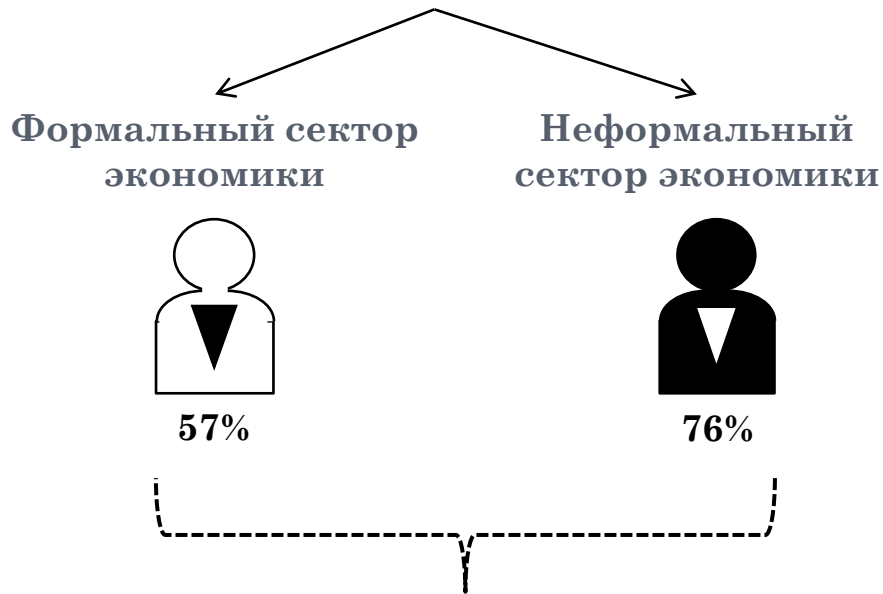 Формальный сектор
экономики
Неформальный
сектор экономики
57%
76%